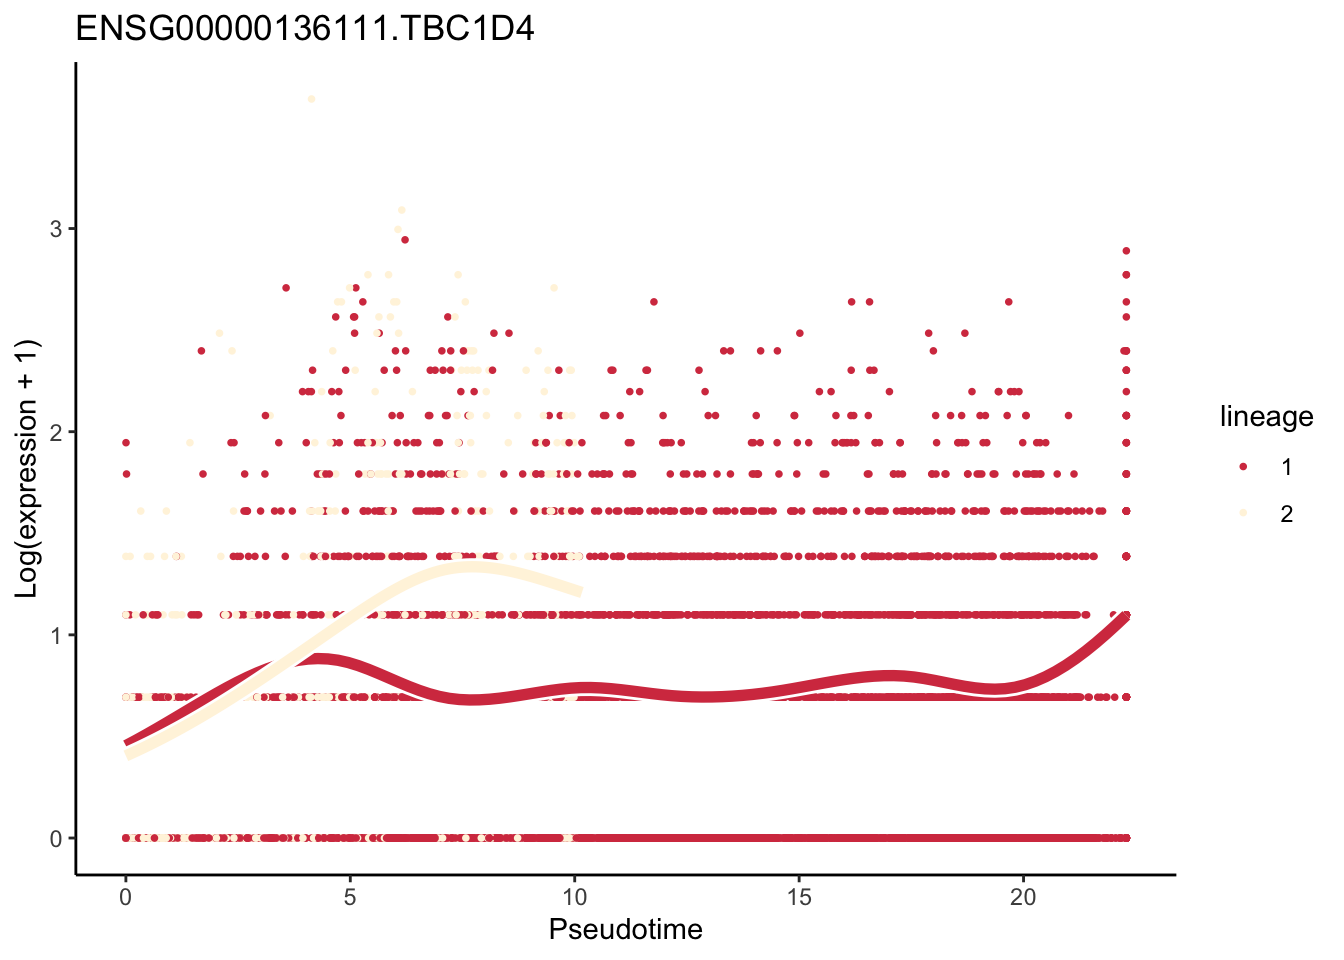 ENSG00000136111.TBC1D4
Log(expression + 1)
3
2
1
0
0 5 10 15 20
Pseudotime
lineage
1
2